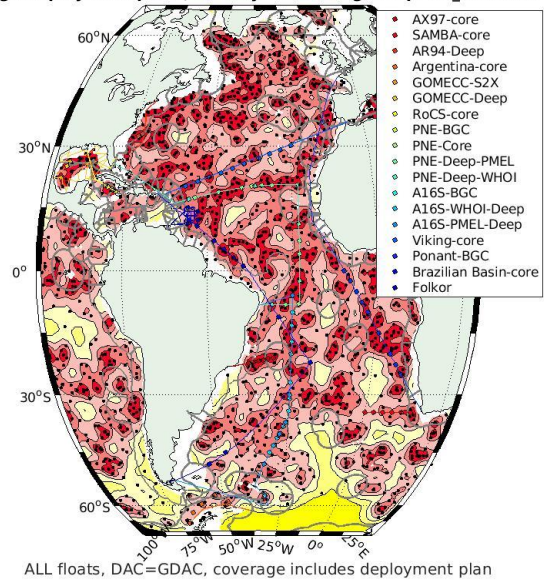 60°N
30°N
0°
30°S
60°S
100°W
75°W
50°W
25°W
0°
25°E
AX97-core
SAMBA-core
AR94-Deep
Argentina-core
GOMECC-S2X
GOMECC-Deep
RoCS-core
PNE-BGC
PNE-Core
PNE-Deep-PMEL
PNE-Deep-WHOI
A16S-BGC
A16S-WHOI-Deep
A16S-PMEL-Deep
Viking-core
Ponant-BGC
Brazilian Basin-core
Folkor
ALL floats, DAC=GDAC, coverage includes deployment plan